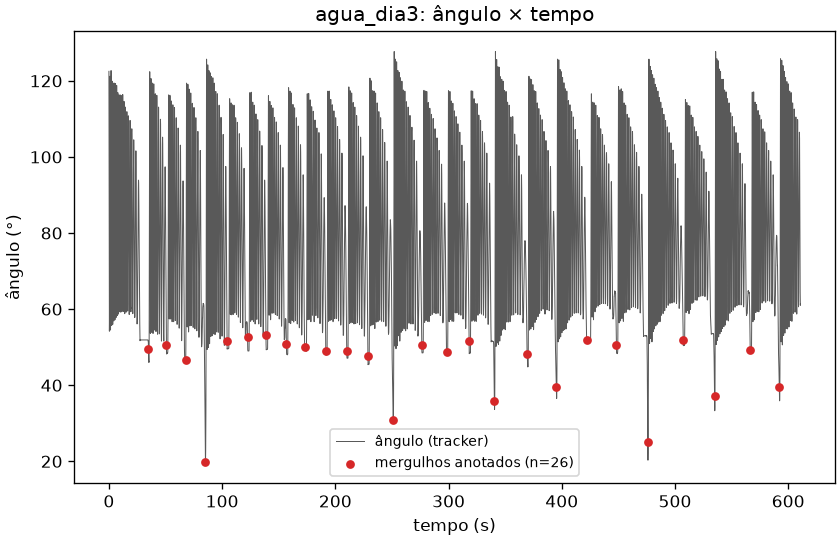 agua_dia3: ângulo × tempo
120
100
80
60
40
20
ângulo (°)
ângulo (tracker)
mergulhos anotados (n=26)
0
100
200
300
400
500
600
tempo (s)